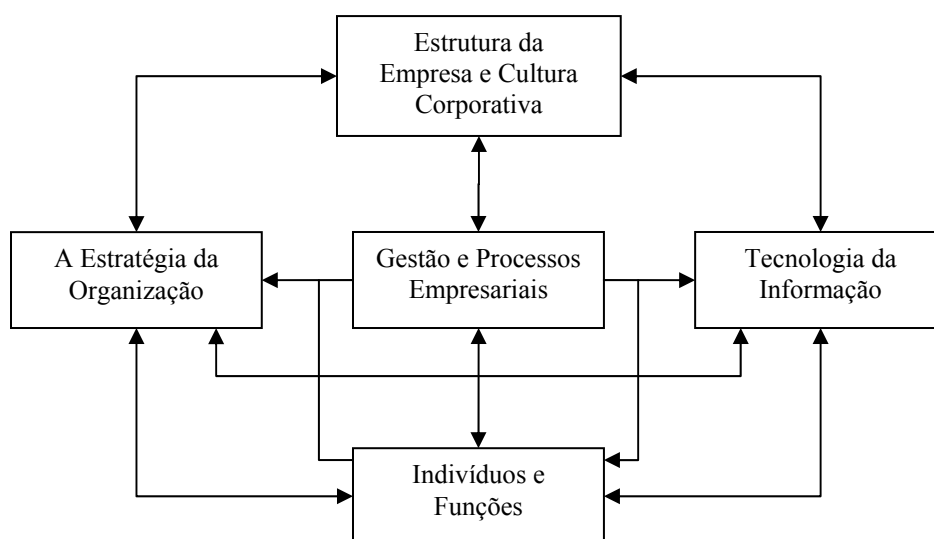 Estrutura da
Empresa e Cultura
Corporativa
A Estratégia da
Organização
Gestão e Processos
Empresariais
Tecnologia da
Informação
Indivíduos e
Funções